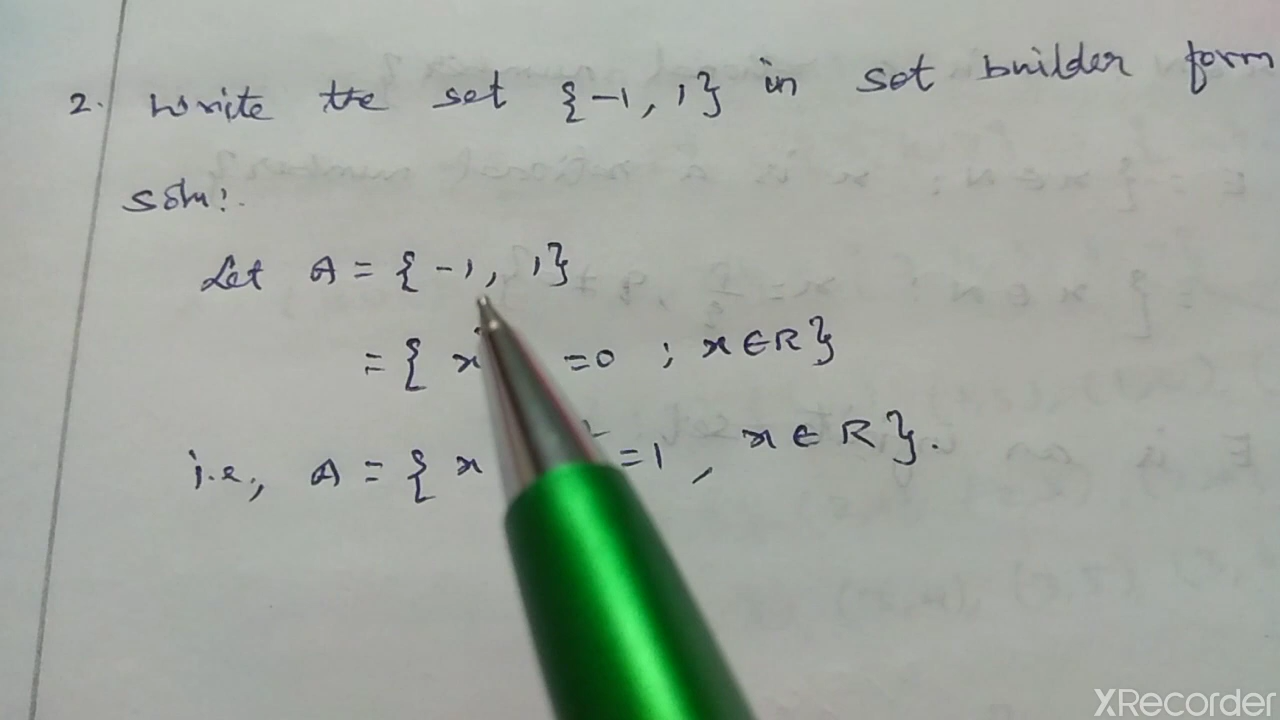 2. Write the set {-1, 1} in set builder form
Soln:.
Let A = { -1, 1}
= { x =0 ; x ∈ R }
i.e., A = { x =1 , x ∈ R }.
XRecorder